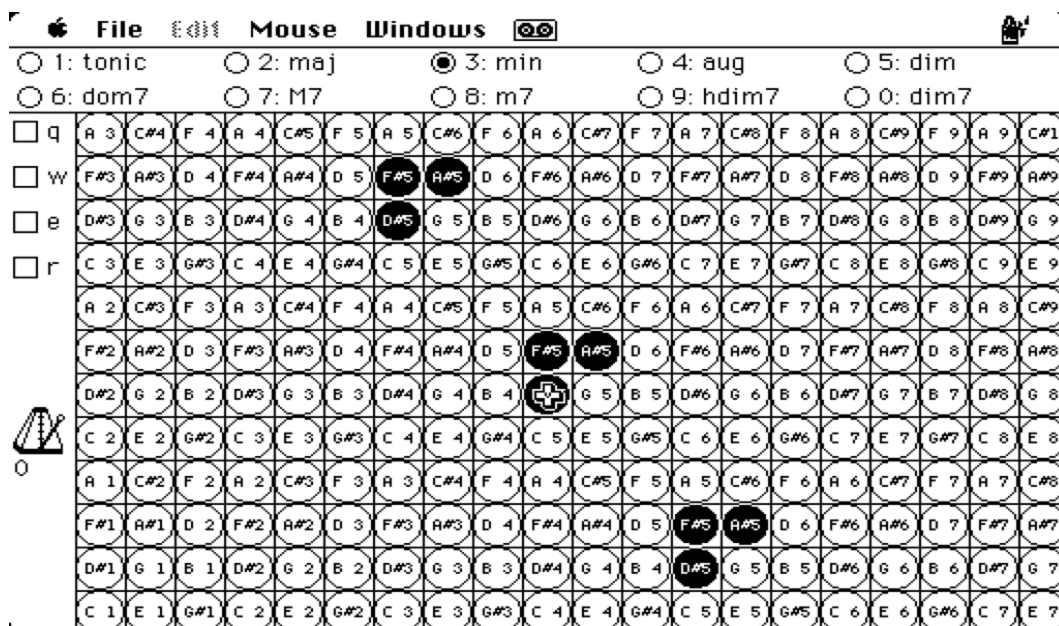 File Edit Mouse Windows
1: tonic 2: maj 3: min 4: aug 5: dim
6: dom7 7: M7 8: m7 9: hdim7 0: dim7
q A 3 C#4 F 4 A 4 C#5 F 5 A 5 C#6 F 6 A 6 C#7 F 7 A 7 C#8 F 8 A 8 C#9 F 9 A 9 C#1
w F#3 A#3 D 4 F#4 A#4 D 5 F#5 A#5 D 6 F#6 A#6 D 7 F#7 A#7 D 8 F#8 A#8 D 9 F#9 A#9
e D#3 G 3 B 3 D#4 G 4 B 4 D#5 G 5 B 5 D#6 G 6 B 6 D#7 G 7 B 7 D#8 G 8 B 8 D#9 G 9
r C 3 E 3 G#3 C 4 E 4 G#4 C 5 E 5 G#5 C 6 E 6 G#6 C 7 E 7 G#7 C 8 E 8 G#8 C 9 E 9
A 2 C#3 F 3 A 3 C#4 F 4 A 4 C#5 F 5 A 5 C#6 F 6 A 6 C#7 F 7 A 7 C#8 F 8 A 8 C#9
F#2 A#2 D 3 F#3 A#3 D 4 F#4 A#4 D 5 F#5 A#5 D 6 F#6 A#6 D 7 F#7 A#7 D 8 F#8 A#8
D#2 G 2 B 2 D#3 G 3 B 3 D#4 G 4 B 4 G 5 B 5 D#6 G 6 B 6 D#7 G 7 B 7 D#8 G 8
C 2 E 2 G#2 C 3 E 3 G#3 C 4 E 4 G#4 C 5 E 5 G#5 C 6 E 6 G#6 C 7 E 7 G#7 C 8 E 8
0 A 1 C#2 F 2 A 2 C#3 F 3 A 3 C#4 F 4 A 4 C#5 F 5 A 5 C#6 F 6 A 6 C#7 F 7 A 7 C#8
F#1 A#1 D 2 F#2 A#2 D 3 F#3 A#3 D 4 F#4 A#4 D 5 F#5 A#5 D 6 F#6 A#6 D 7 F#7 A#7
D#1 G 1 B 1 D#2 G 2 B 2 D#3 G 3 B 3 D#4 G 4 B 4 D#5 G 5 B 5 D#6 G 6 B 6 D#7 G 7
C 1 E 1 G#1 C 2 E 2 G#2 C 3 E 3 G#3 C 4 E 4 G#4 C 5 E 5 G#5 C 6 E 6 G#6 C 7 E 7